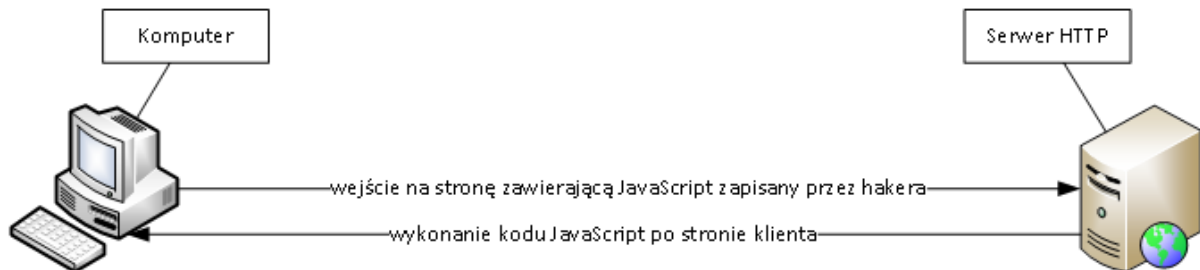 Komputer
Serwer HTTP
wejście na stronę zawierającą JavaScript zapisany przez hakera
wykonanie kodu JavaScript po stronie klienta